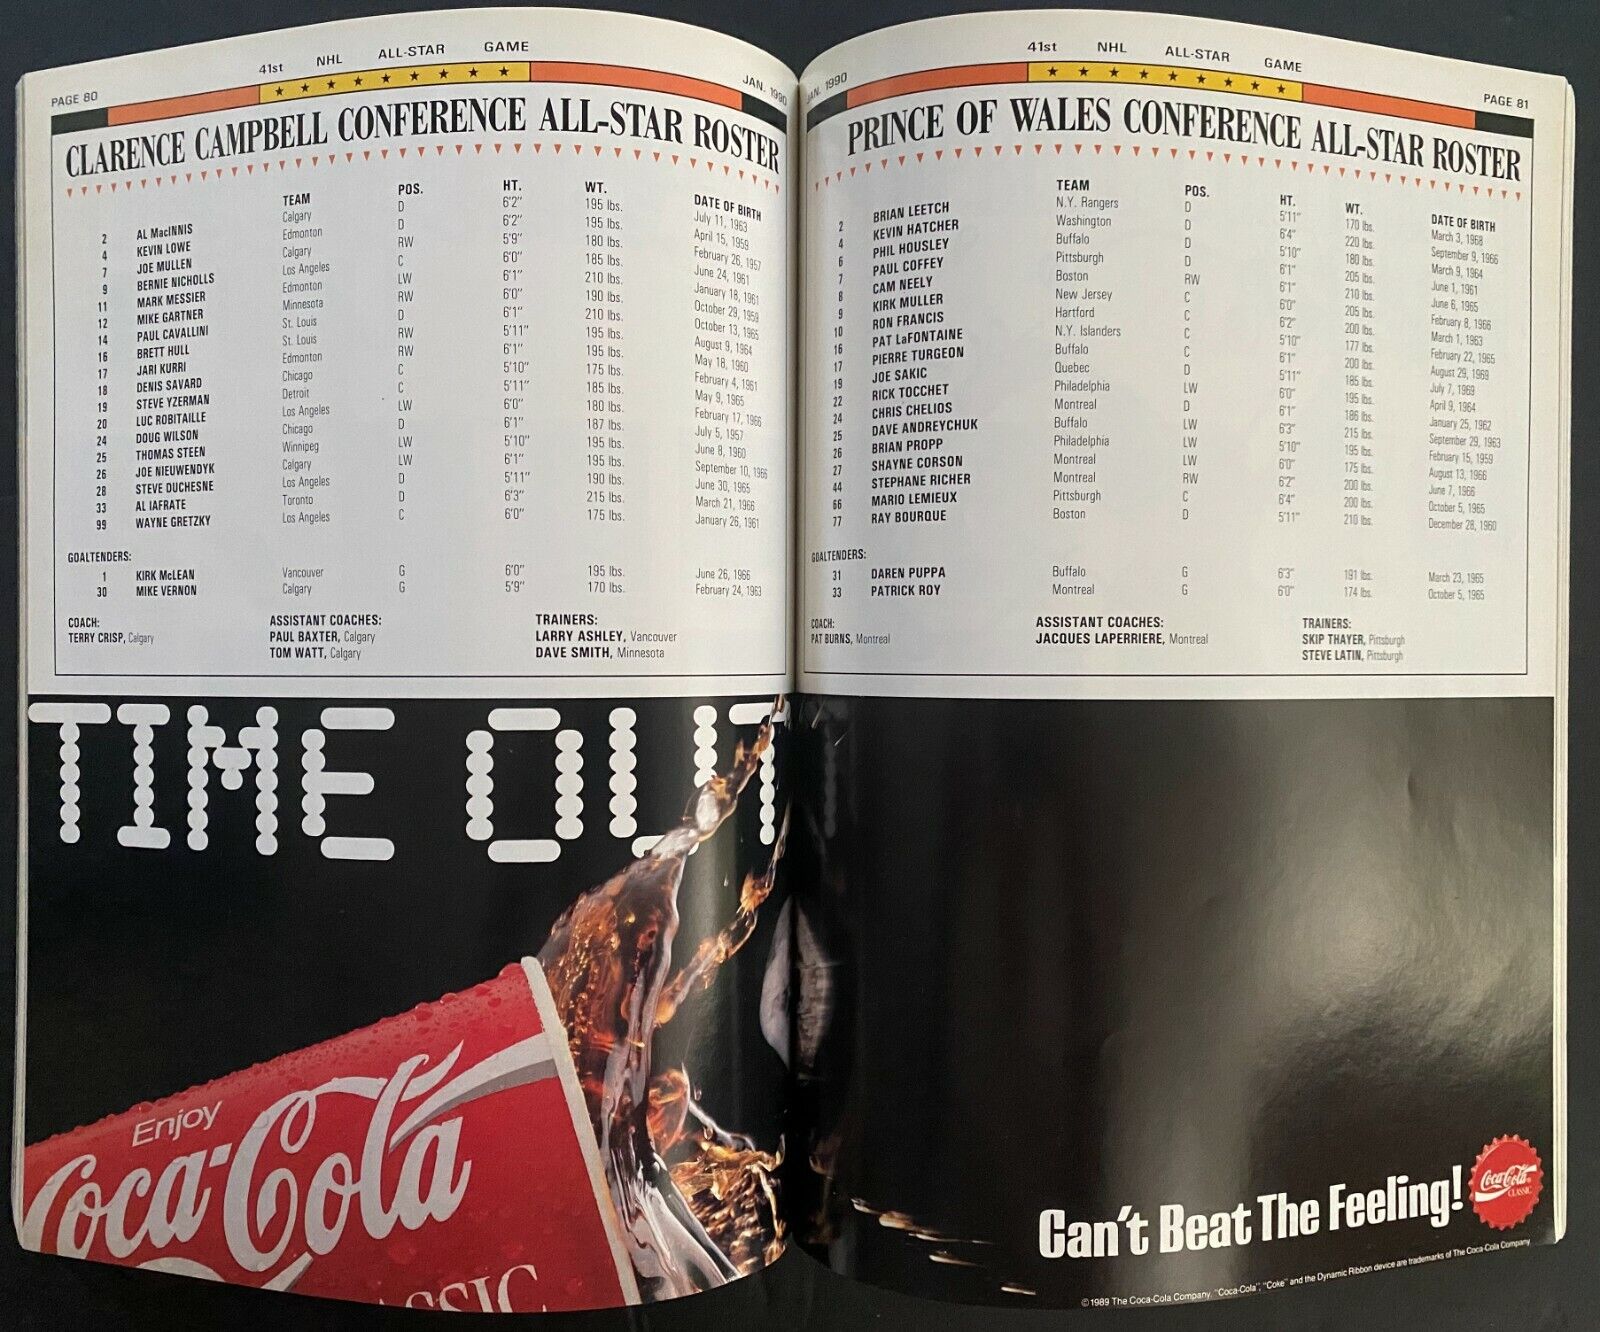 PAGE 80 41st NHL ALL-STAR GAME JAN. 1990
CLARENCE CAMPBELL CONFERENCE ALL-STAR ROSTER
TEAM POS. HT. WT. DATE OF BIRTH
2 AL MacINNIS Calgary D 6'2" 195 lbs. July 11, 1963
4 KEVIN LOWE Edmonton D 6'2" 195 lbs. April 15, 1959
7 JOE MULLEN Calgary RW 5'9" 180 lbs. February 26, 1957
9 BERNIE NICHOLLS Los Angeles C 6'0" 185 lbs. June 24, 1961
11 MARK MESSIER Edmonton LW 6'1" 210 lbs. January 18, 1961
12 MIKE GARTNER Minnesota RW 6'0" 190 lbs. October 29, 1959
14 PAUL CAVALLINI St. Louis D 6'1" 210 lbs. October 13, 1965
16 BRETT HULL St. Louis RW 5'11" 195 lbs. August 9, 1964
17 JARI KURRI Edmonton RW 6'1" 195 lbs. May 18, 1960
18 DENIS SAVARD Chicago C 5'10" 175 lbs. February 4, 1961
19 STEVE YZERMAN Detroit C 5'11" 185 lbs. May 9, 1965
20 LUC ROBITAILLE Los Angeles LW 6'0" 180 lbs. February 17, 1966
24 DOUG WILSON Chicago D 6'1" 187 lbs. July 5, 1957
25 THOMAS STEEN Winnipeg LW 5'10" 195 lbs. June 8, 1960
26 JOE NIEUWENDYK Calgary LW 6'1" 195 lbs. September 10, 1966
28 STEVE DUCHESNE Los Angeles D 5'11" 190 lbs. June 30, 1965
33 AL IAFRATE Toronto D 6'3" 215 lbs. March 21, 1966
99 WAYNE GRETZKY Los Angeles C 6'0" 175 lbs. January 26, 1961
GOALTENDERS:
1 KIRK McLEAN Vancouver G 6'0" 195 lbs. June 26, 1966
30 MIKE VERNON Calgary G 5'9" 170 lbs. February 24, 1963
COACH: ASSISTANT COACHES: TRAINERS:
TERRY CRISP, Calgary PAUL BAXTER, Calgary LARRY ASHLEY, Vancouver
TOM WATT, Calgary DAVE SMITH, Minnesota
JAN. 1990 41st NHL ALL-STAR GAME PAGE 81
PRINCE OF WALES CONFERENCE ALL-STAR ROSTER
TEAM POS. HT. WT. DATE OF BIRTH
2 BRIAN LEETCH N.Y. Rangers D 5'11" 170 lbs. March 3, 1968
4 KEVIN HATCHER Washington D 6'4" 220 lbs. September 9, 1966
6 PHIL HOUSLEY Buffalo D 5'10" 180 lbs. March 9, 1964
7 PAUL COFFEY Pittsburgh D 6'1" 205 lbs. June 1, 1961
8 CAM NEELY Boston RW 6'1" 210 lbs. June 6, 1965
9 KIRK MULLER New Jersey C 6'0" 205 lbs. February 8, 1966
10 RON FRANCIS Hartford C 6'2" 200 lbs. March 1, 1963
16 PAT LaFONTAINE N.Y. Islanders C 5'10" 177 lbs. February 22, 1965
17 PIERRE TURGEON Buffalo C 6'1" 200 lbs. August 29, 1969
19 JOE SAKIC Quebec D 5'11" 185 lbs. July 7, 1969
22 RICK TOCCHET Philadelphia LW 6'0" 195 lbs. April 9, 1964
24 CHRIS CHELIOS Montreal D 6'1" 186 lbs. January 25, 1962
25 DAVE ANDREYCHUK Buffalo LW 6'3" 215 lbs. September 29, 1963
26 BRIAN PROPP Philadelphia LW 5'10" 195 lbs. February 15, 1959
27 SHAYNE CORSON Montreal LW 6'0" 175 lbs. August 13, 1966
44 STEPHANE RICHER Montreal RW 6'2" 200 lbs. June 7, 1966
66 MARIO LEMIEUX Pittsburgh C 6'4" 200 lbs. October 5, 1965
77 RAY BOURQUE Boston D 5'11" 210 lbs. December 28, 1960
GOALTENDERS:
31 DAREN PUPPA Buffalo G 6'3" 191 lbs. March 23, 1965
33 PATRICK ROY Montreal G 6'0" 174 lbs. October 5, 1965
COACH: ASSISTANT COACHES: TRAINERS:
PAT BURNS, Montreal JACQUES LAPERRIERE, Montreal SKIP THAYER, Pittsburgh
STEVE LATIN, Pittsburgh
TIME OUT
Enjoy
Coca-Cola
Can't Beat The Feeling!
Coca-Cola
CLASSIC
©1989 The Coca-Cola Company. "Coca-Cola", "Coke" and the Dynamic Ribbon device are trademarks of The Coca-Cola Company